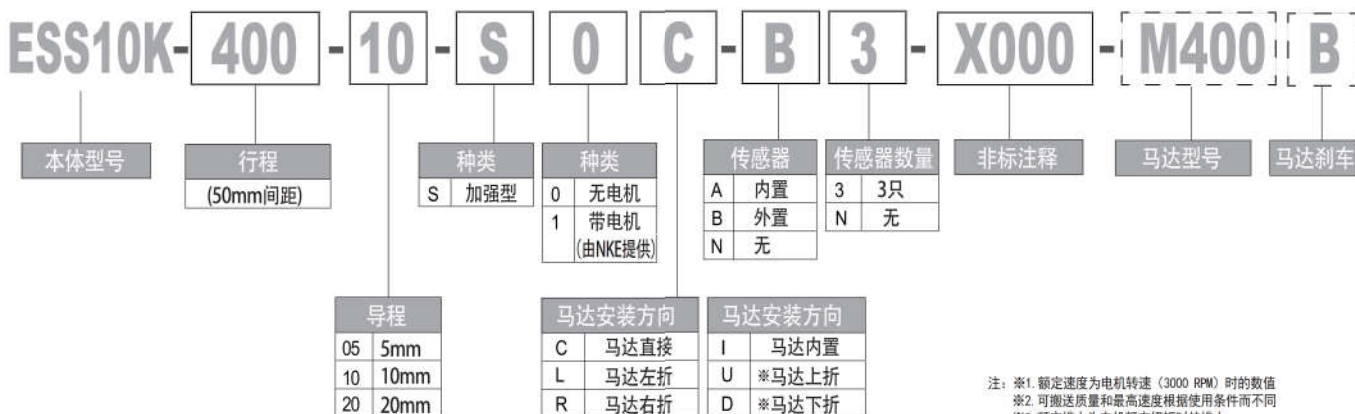 ESS10K-400-10-S0C-B3-X000-M400B
本体型号 行程 种类 种类 传感器 传感器数量 非标注释 马达型号 马达刹车
(50mm间距)
S 加强型
0 无电机
1 带电机
(由NKE提供)
A 内置
B 外置
N 无
3 3只
N 无
导程
05 5mm
10 10mm
20 20mm
马达安装方向
C 马达直接
L 马达左折
R 马达右折
马达安装方向
I 马达内置
U ※马达上折
D ※马达下折
注：※1. 额定速度为电机转速（3000 RPM）时的数值
※2. 可搬送质量和最高速度根据使用条件而不同